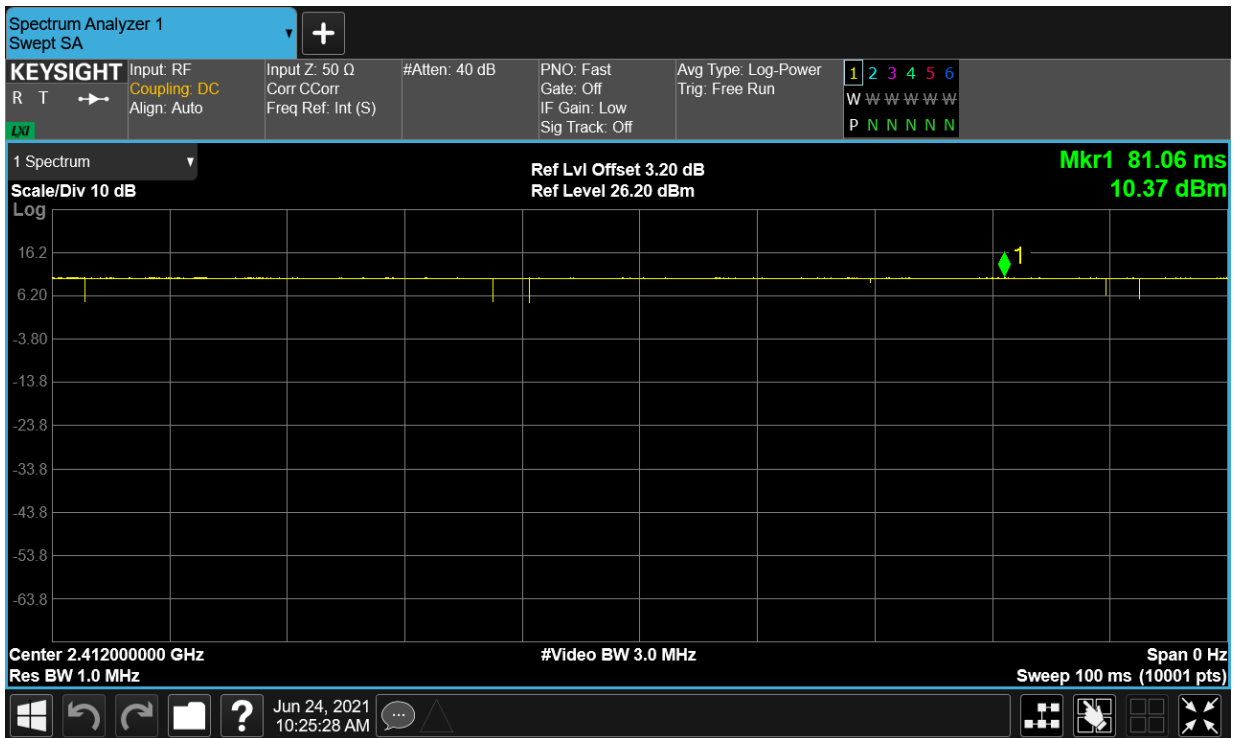 Spectrum Analyzer 1
Swept SA
+
KEYSIGHT
R T
LXI
Input: RF
Coupling: DC
Align: Auto
Input Z: 50 Ω
Corr CCorr
Freq Ref: Int (S)
#Atten: 40 dB
PNO: Fast
Gate: Off
IF Gain: Low
Sig Track: Off
Avg Type: Log-Power
Trig: Free Run
1 2 3 4 5 6
W W W W W W
P N N N N N
1 Spectrum
Scale/Div 10 dB
Log
Ref Lvl Offset 3.20 dB
Ref Level 26.20 dBm
Mkr1 81.06 ms
10.37 dBm
1
16.2
6.20
-3.80
-13.8
-23.8
-33.8
-43.8
-53.8
-63.8
Center 2.412000000 GHz
Res BW 1.0 MHz
#Video BW 3.0 MHz
Span 0 Hz
Sweep 100 ms (10001 pts)
?
Jun 24, 2021
10:25:28 AM